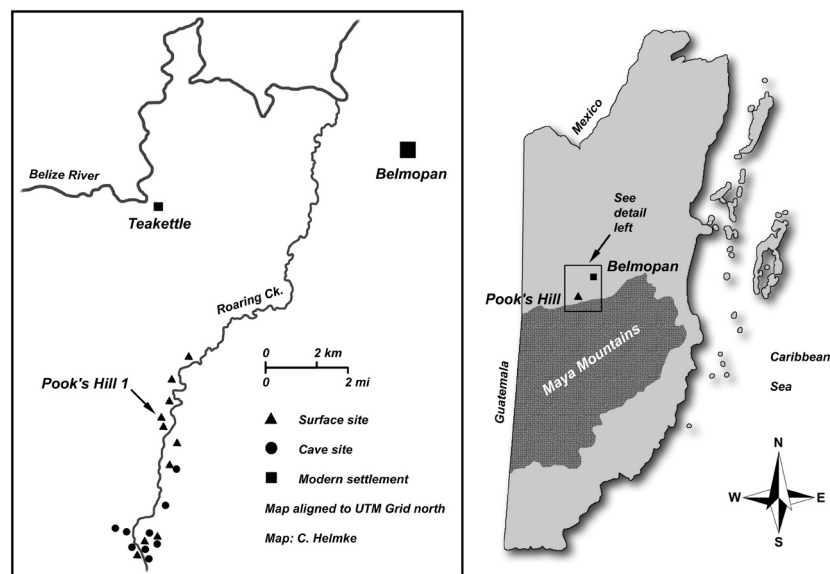 Belize River
Teakettle
Belmopan
Roaring Ck.
Pook's Hill 1
0 2 km
0 2 mi
Surface site
Cave site
Modern settlement
Map aligned to UTM Grid north
Map: C. Helmke
Mexico
See
detail
left
Belmopan
Pook's Hill
Maya Mountains
Guatemala
Caribbean
Sea
N
W E
S